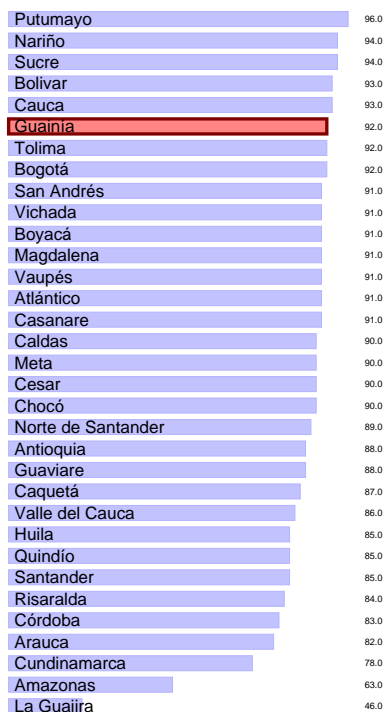 Putumayo 96.0
Nariño 94.0
Sucre 94.0
Bolivar 93.0
Cauca 93.0
Guainía 92.0
Tolima 92.0
Bogotá 92.0
San Andrés 91.0
Vichada 91.0
Boyacá 91.0
Magdalena 91.0
Vaupés 91.0
Atlántico 91.0
Casanare 91.0
Caldas 90.0
Meta 90.0
Cesar 90.0
Chocó 90.0
Norte de Santander 89.0
Antioquia 88.0
Guaviare 88.0
Caquetá 87.0
Valle del Cauca 86.0
Huila 85.0
Quindío 85.0
Santander 85.0
Risaralda 84.0
Córdoba 83.0
Arauca 82.0
Cundinamarca 78.0
Amazonas 63.0
La Guajira 46.0